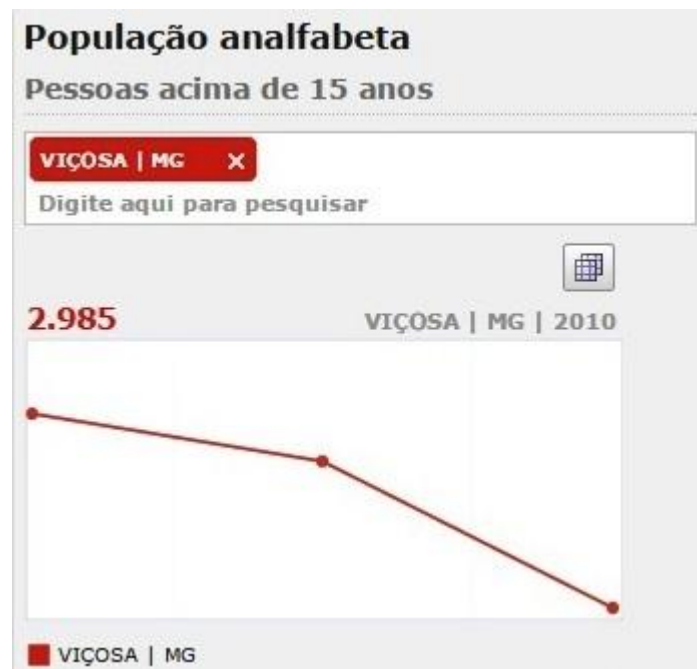 População analfabeta
Pessoas acima de 15 anos
VIÇOSA | MG X
Digite aqui para pesquisar
2.985 VIÇOSA | MG | 2010
VIÇOSA | MG